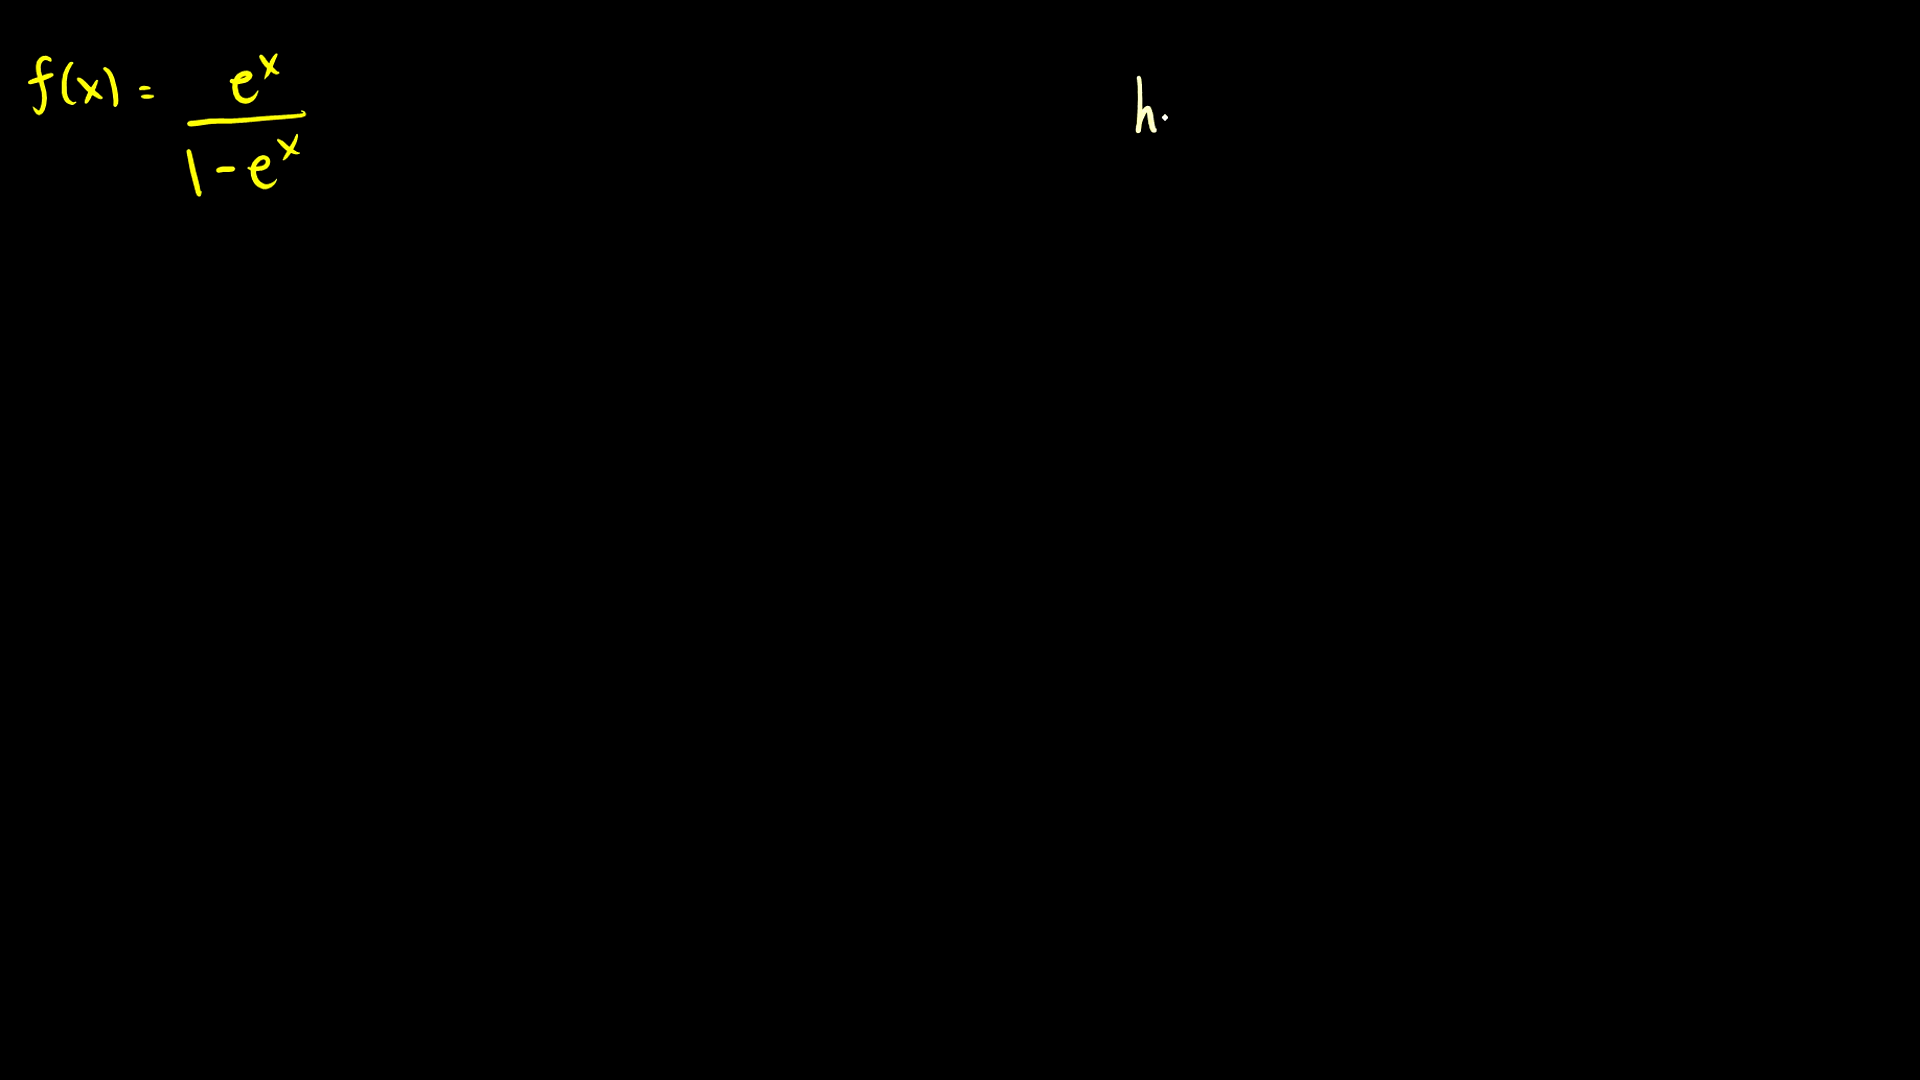 f(x) = e^x / (1 - e^x)
h